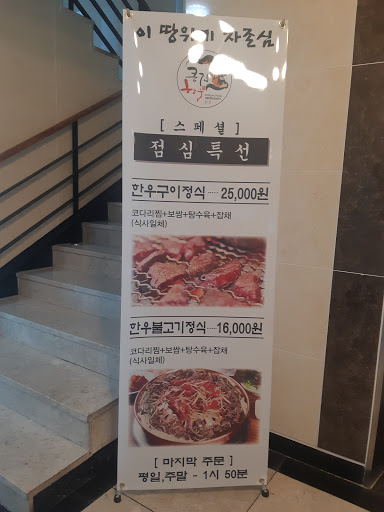 이 땅위에 자존심
[ 스페셜 ]
점심특선
한우구이정식 ---- 25,000원
코다리찜+보쌈+탕수육+잡채
(식사일체)
한우불고기정식 ---- 16,000원
코다리찜+보쌈+탕수육+잡채
(식사일체)
[ 마지막 주문 ]
평일,주말 - 1시 50분